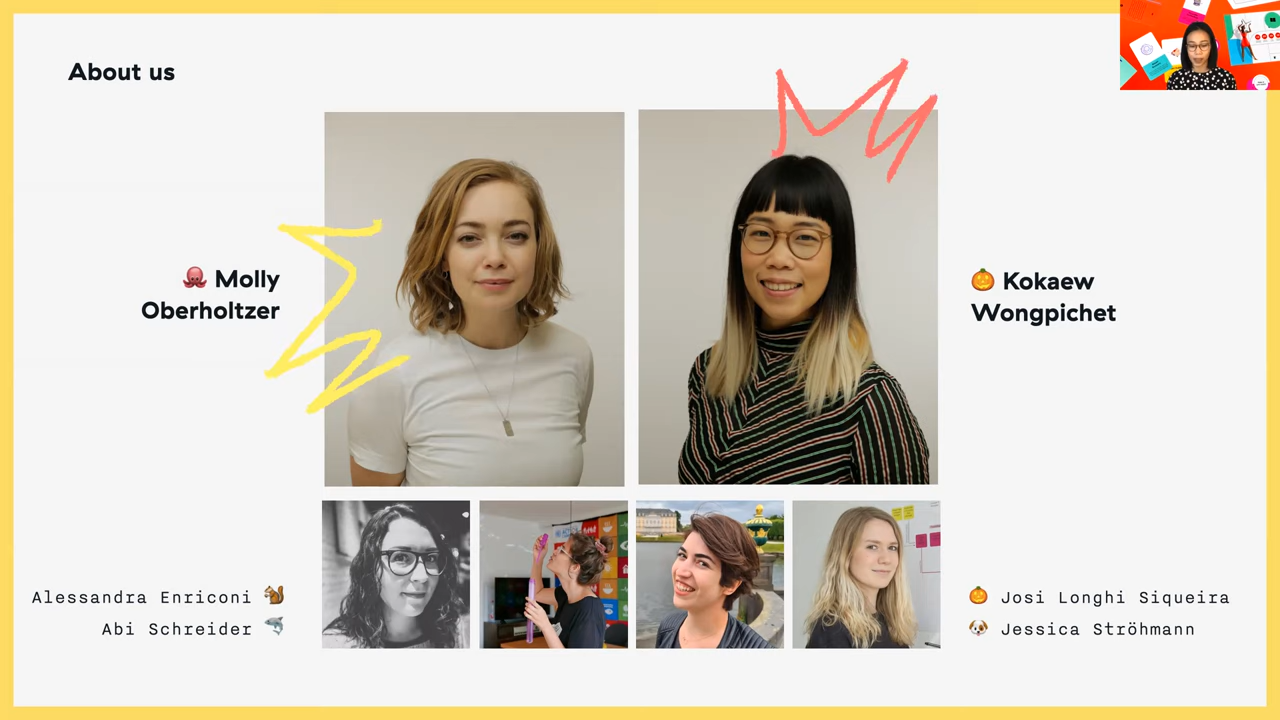 About us
🐙 Molly
Oberholtzer
🎃 Kokaew
Wongpichet
Alessandra Enriconi 🐿️
Abi Schreider 🦈
🎃 Josi Longhi Siqueira
🐶 Jessica Ströhmann